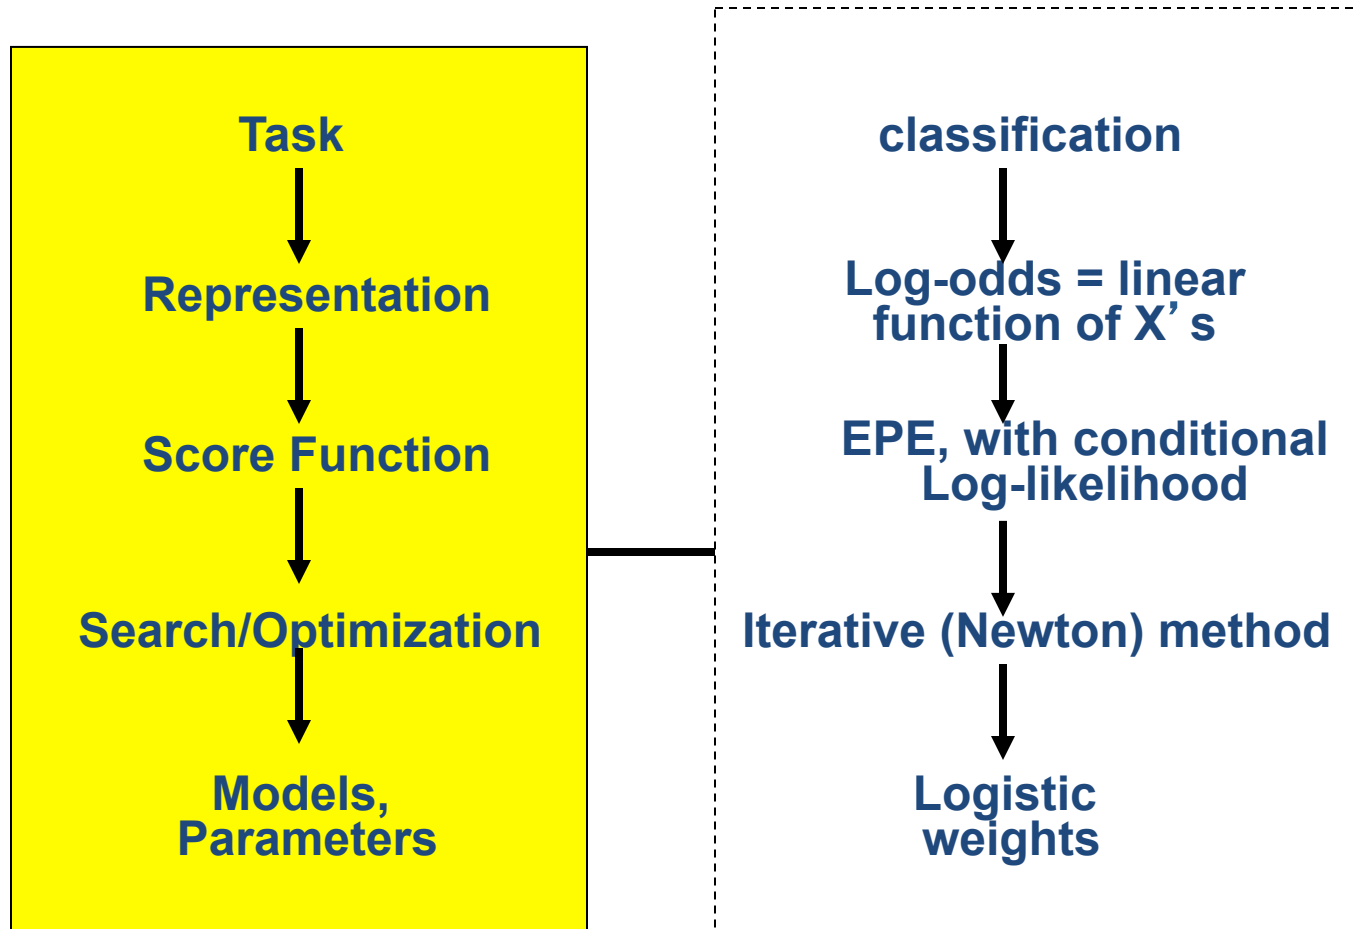 Task
Representation
Score Function
Search/Optimization
Models,
Parameters
classification
Log-odds = linear
function of X’ s
EPE, with conditional
Log-likelihood
Iterative (Newton) method
Logistic
weights